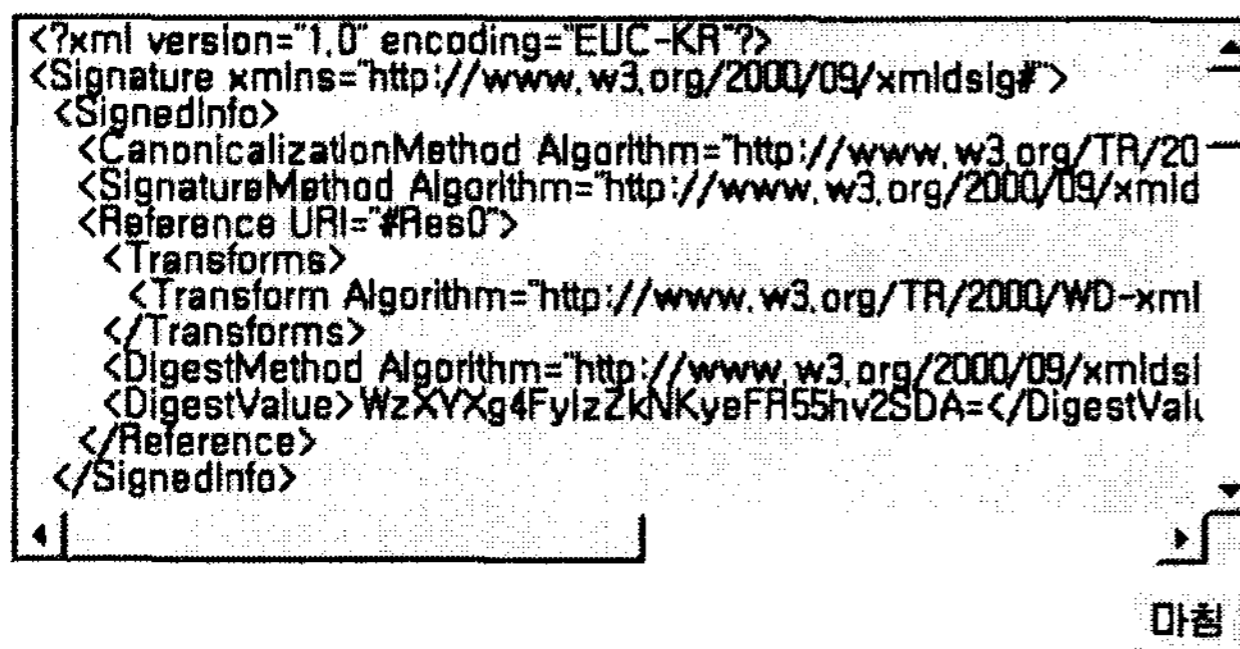 <?xml version="1.0" encoding="EUC-KR"?>
<Signature xmlns="http://www.w3.org/2000/09/xmldsig#">
<SignedInfo>
<CanonicalizationMethod Algorithm="http://www.w3.org/TR/20
<SignatureMethod Algorithm="http://www.w3.org/2000/09/xmld
<Reference URI="#Res0">
<Transforms>
<Transform Algorithm="http://www.w3.org/TR/2000/WD-xml
</Transforms>
<DigestMethod Algorithm="http://www.w3.org/2000/09/xmldsi
<DigestValue>WzXYXg4FyIzZkNKyeFR55hv2SDA=</DigestValu
</Reference>
</SignedInfo>
마침